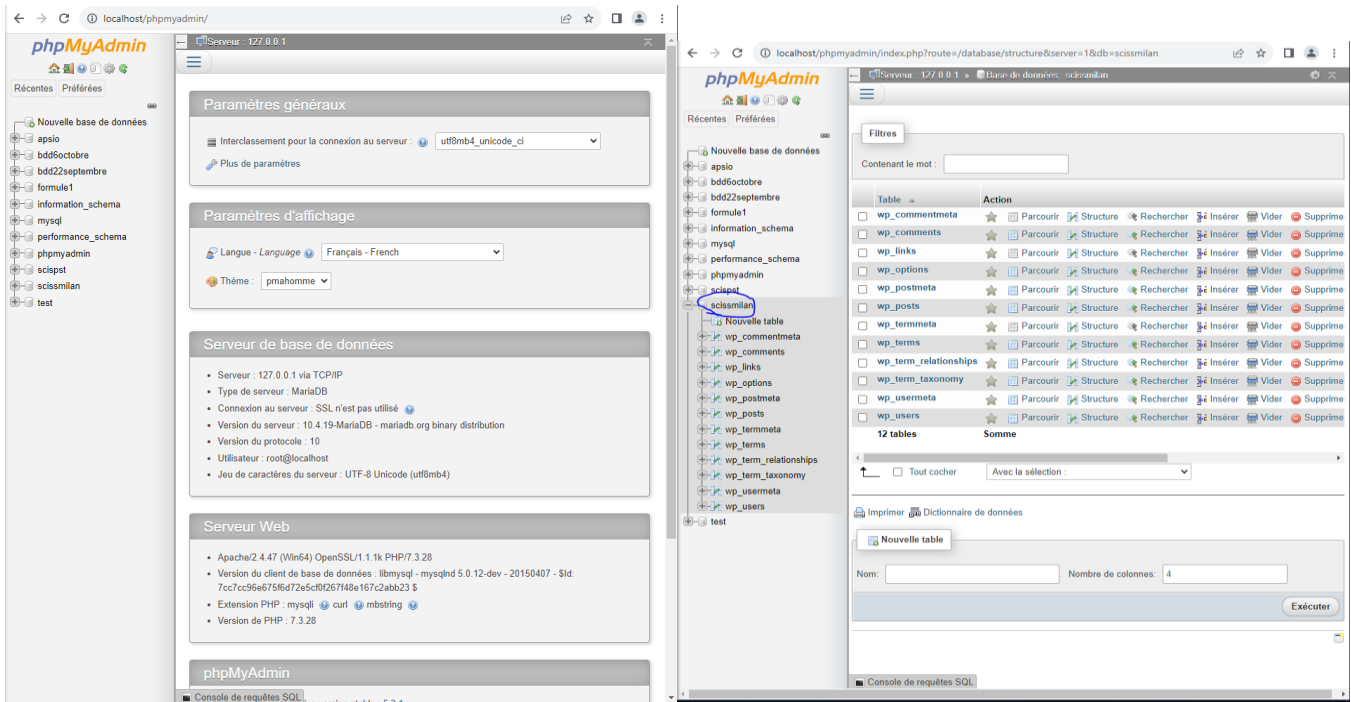 localhost/phpmyadmin/
phpMyAdmin
Récentes Préférées
Nouvelle base de données
apsio
bdd6octobre
bdd22septembre
formule1
information_schema
mysql
performance_schema
phpmyadmin
scispst
scissmilan
test
Serveur : 127.0.0.1
Paramètres généraux
Interclassement pour la connexion au serveur : utf8mb4_unicode_ci
Plus de paramètres
Paramètres d'affichage
Langue - Language Français - French
Thème : pmahomme
Serveur de base de données
• Serveur : 127.0.0.1 via TCP/IP
• Type de serveur : MariaDB
• Connexion au serveur : SSL n'est pas utilisé
• Version du serveur : 10.4.19-MariaDB - mariadb.org binary distribution
• Version du protocole : 10
• Utilisateur : root@localhost
• Jeu de caractères du serveur : UTF-8 Unicode (utf8mb4)
Serveur Web
• Apache/2.4.47 (Win64) OpenSSL/1.1.1k PHP/7.3.28
• Version du client de base de données : libmysql - mysqlnd 5.0.12-dev - 20150407 - $Id:
7cc7cc96e675f6d72e5cf0f267f48e167c2abb23 $
• Extension PHP : mysqli curl mbstring
• Version de PHP : 7.3.28
phpMyAdmin
Console de requêtes SQL
localhost/phpmyadmin/index.php?route=/database/structure&server=1&db=scissmilan
phpMyAdmin
Récentes Préférées
Nouvelle base de données
apsio
bdd6octobre
bdd22septembre
formule1
information_schema
mysql
performance_schema
phpmyadmin
scispst
scissmilan
Nouvelle table
wp_commentmeta
wp_comments
wp_links
wp_options
wp_postmeta
wp_posts
wp_termmeta
wp_terms
wp_term_relationships
wp_term_taxonomy
wp_usermeta
wp_users
test
Serveur : 127.0.0.1 » Base de données : scissmilan
Filtres
Contenant le mot :
Table Action
wp_commentmeta Parcourir Structure Rechercher Insérer Vider Supprime
wp_comments Parcourir Structure Rechercher Insérer Vider Supprime
wp_links Parcourir Structure Rechercher Insérer Vider Supprime
wp_options Parcourir Structure Rechercher Insérer Vider Supprime
wp_postmeta Parcourir Structure Rechercher Insérer Vider Supprime
wp_posts Parcourir Structure Rechercher Insérer Vider Supprime
wp_termmeta Parcourir Structure Rechercher Insérer Vider Supprime
wp_terms Parcourir Structure Rechercher Insérer Vider Supprime
wp_term_relationships Parcourir Structure Rechercher Insérer Vider Supprime
wp_term_taxonomy Parcourir Structure Rechercher Insérer Vider Supprime
wp_usermeta Parcourir Structure Rechercher Insérer Vider Supprime
wp_users Parcourir Structure Rechercher Insérer Vider Supprime
12 tables Somme
Tout cocher Avec la sélection :
Imprimer Dictionnaire de données
Nouvelle table
Nom: Nombre de colonnes: 4
Exécuter
Console de requêtes SQL